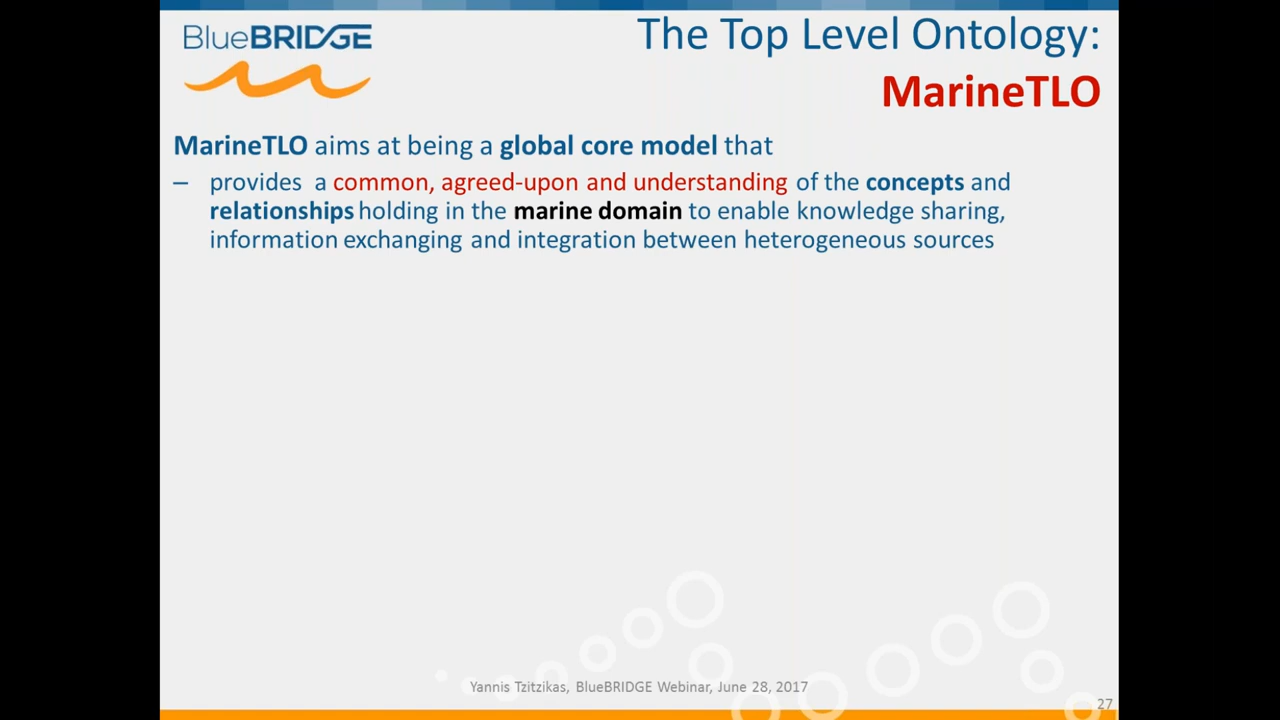 BlueBRIDGE
The Top Level Ontology:
MarineTLO
MarineTLO aims at being a global core model that
– provides a common, agreed-upon and understanding of the concepts and
relationships holding in the marine domain to enable knowledge sharing,
information exchanging and integration between heterogeneous sources
Yannis Tzitzikas, BlueBRIDGE Webinar, June 28, 2017
27